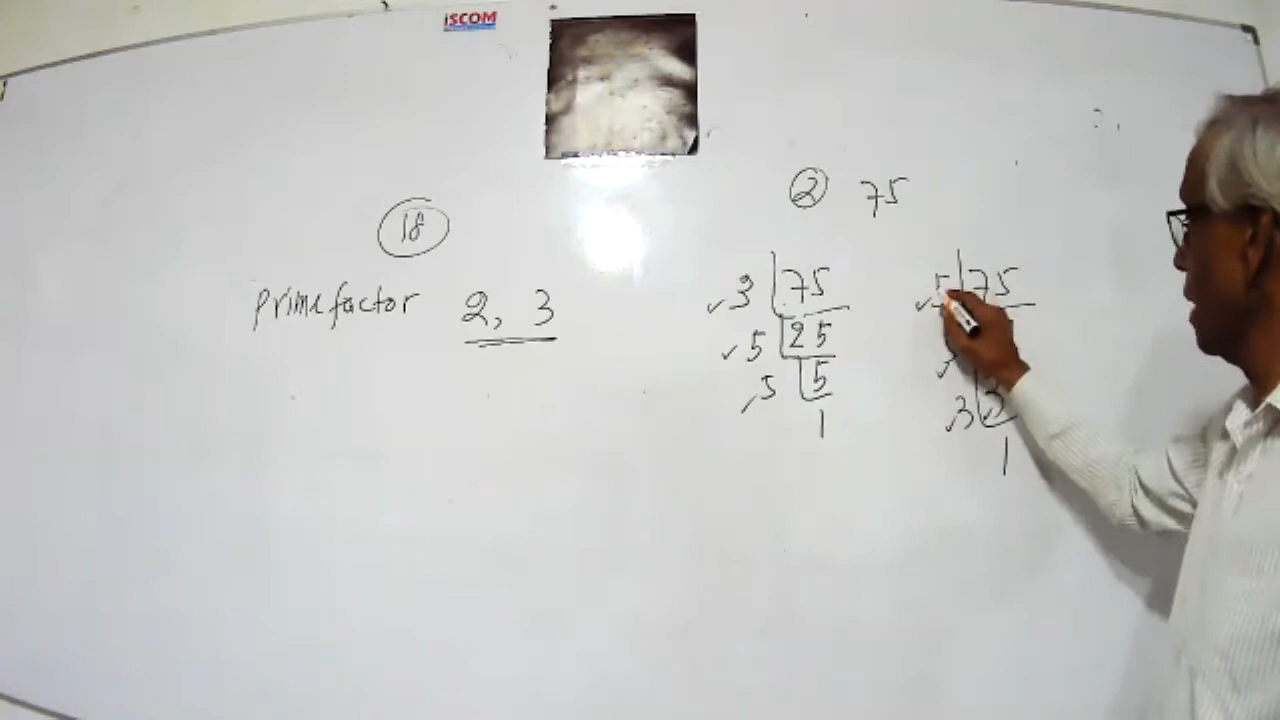 ISCOM
② 75
18
prime factor 2, 3
3 | 75
5 | 25
5 | 5
1
5 | 75
3 | 3
1